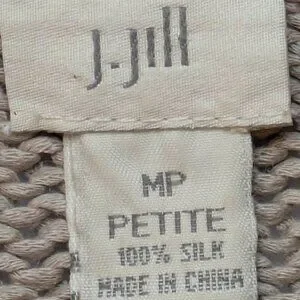 J.Jill
MP
PETITE
100% SILK
MADE IN CHINA